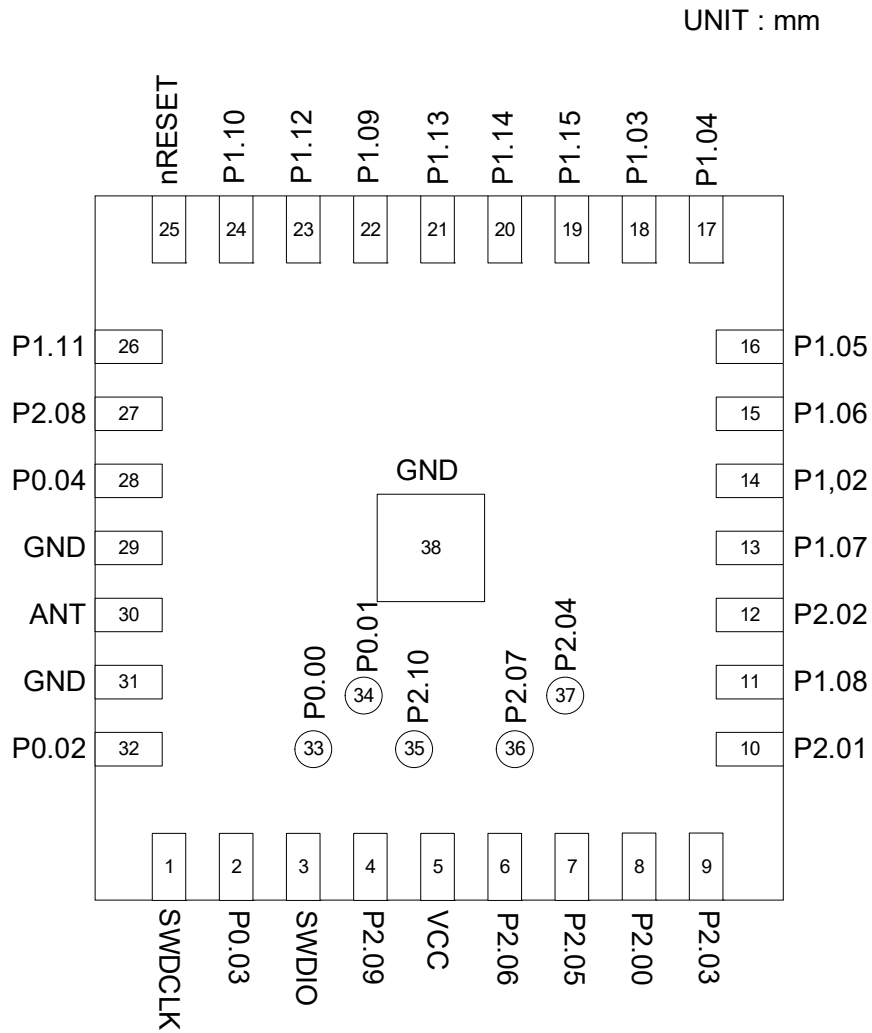 UNIT : mm
nRESET
P1.10
P1.12
P1.09
P1.13
P1.14
P1.15
P1.03
P1.04
25
24
23
22
21
20
19
18
17
P1.11 26
16 P1.05
P2.08 27
15 P1.06
P0.04 28
14 P1,02
GND
GND 29
38
13 P1.07
ANT 30
12 P2.02
GND 31
P0.00
P0.01
P2.10
P2.07
P2.04
34
37
11 P1.08
P0.02 32
33
35
36
10 P2.01
1
2
3
4
5
6
7
8
9
SWDCLK
P0.03
SWDIO
P2.09
VCC
P2.06
P2.05
P2.00
P2.03